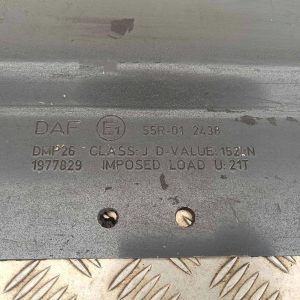 DAF E1 55R-01 2438
DMP26 CLASS: J D-VALUE: 152kN
1977829 IMPOSED LOAD U: 21T